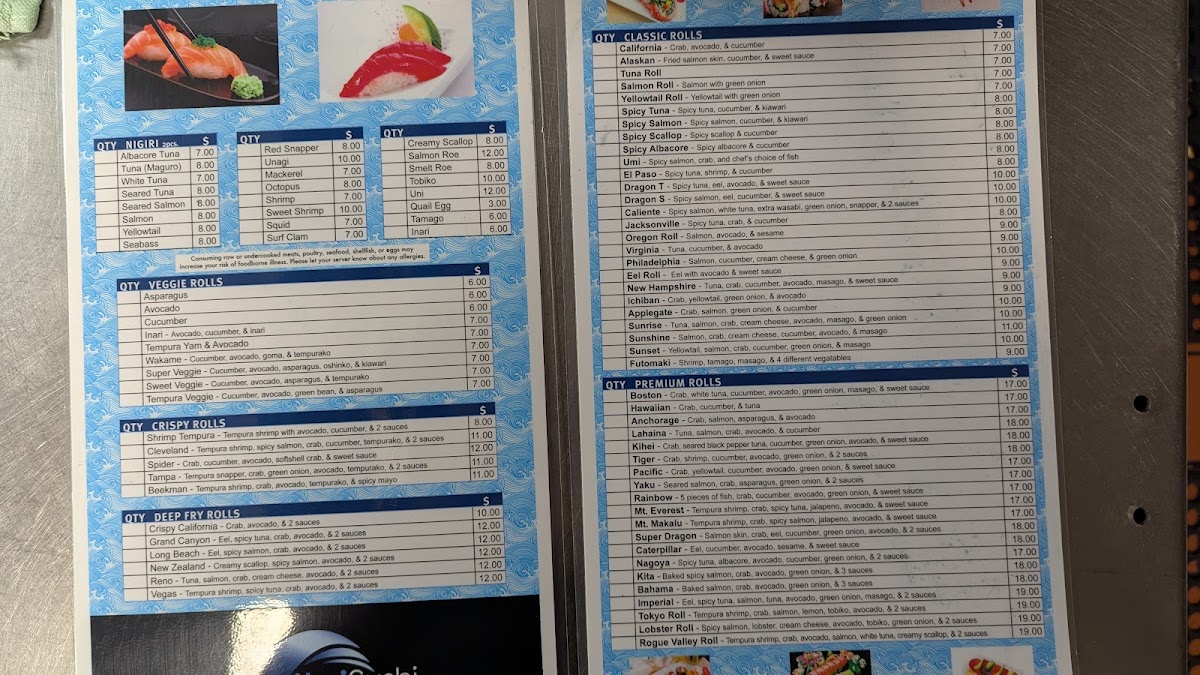 QTY NIGIRI 2pcs. $
Albacore Tuna 7.00
Tuna (Maguro) 8.00
White Tuna 7.00
Seared Tuna 8.00
Seared Salmon 8.00
Salmon 8.00
Yellowtail 8.00
Seabass 8.00
QTY $
Red Snapper 8.00
Unagi 10.00
Mackerel 7.00
Octopus 8.00
Shrimp 7.00
Sweet Shrimp 10.00
Squid 7.00
Surf Clam 7.00
QTY $
Creamy Scallop 8.00
Salmon Roe 12.00
Smelt Roe 8.00
Tobiko 10.00
Uni 12.00
Quail Egg 3.00
Tamago 6.00
Inari 6.00
Consuming raw or undercooked meats, poultry, seafood, shellfish, or eggs may
increase your risk of foodborne illness. Please let your server know about any allergies.
QTY VEGGIE ROLLS $
Asparagus 6.00
Avocado 6.00
Cucumber 6.00
Inari - Avocado, cucumber, & inari 7.00
Tempura Yam & Avocado 7.00
Wakame - Cucumber, avocado, goma, & tempurako 7.00
Super Veggie - Cucumber, avocado, asparagus, oshinko, & kiawari 7.00
Sweet Veggie - Cucumber, avocado, asparagus, & tempurako 7.00
Tempura Veggie - Cucumber, avocado, green bean, & asparagus 7.00
QTY CRISPY ROLLS $
Shrimp Tempura - Tempura shrimp with avocado, cucumber, & 2 sauces 8.00
Cleveland - Tempura shrimp, spicy salmon, crab, cucumber, tempurako, & 2 sauces 11.00
Spider - Crab, cucumber, avocado, softshell crab, & sweet sauce 12.00
Tampa - Tempura snapper, crab, green onion, avocado, tempurako, & 2 sauces 11.00
Beekman - Tempura shrimp, crab, avocado, tempurako, & spicy mayo 11.00
QTY DEEP FRY ROLLS $
Crispy California - Crab, avocado, & 2 sauces 10.00
Grand Canyon - Eel, spicy tuna, crab, avocado, & 2 sauces 12.00
Long Beach - Eel, spicy salmon, crab, avocado, & 2 sauces 12.00
New Zealand - Creamy scallop, spicy salmon, avocado, & 2 sauces 12.00
Reno - Tuna, salmon, crab, cream cheese, avocado, & 2 sauces 12.00
Vegas - Tempura shrimp, spicy tuna, crab, avocado, & 2 sauces 12.00
QTY CLASSIC ROLLS $
California - Crab, avocado, & cucumber 7.00
Alaskan - Fried salmon skin, cucumber, & sweet sauce 7.00
Tuna Roll 7.00
Salmon Roll - Salmon with green onion 7.00
Yellowtail Roll - Yellowtail with green onion 7.00
Spicy Tuna - Spicy tuna, cucumber, & kiawari 8.00
Spicy Salmon - Spicy salmon, cucumber, & kiawari 8.00
Spicy Scallop - Spicy scallop & cucumber 8.00
Spicy Albacore - Spicy albacore & cucumber 8.00
Umi - Spicy salmon, crab, and chef's choice of fish 8.00
El Paso - Spicy tuna, shrimp, & cucumber 8.00
Dragon T - Spicy tuna, eel, avocado, & sweet sauce 10.00
Dragon S - Spicy salmon, eel, cucumber, & sweet sauce 10.00
Caliente - Spicy salmon, white tuna, extra wasabi, green onion, snapper, & 2 sauces 10.00
Jacksonville - Spicy tuna, crab, & cucumber 8.00
Oregon Roll - Salmon, avocado, & sesame 9.00
Virginia - Tuna, cucumber, & avocado 9.00
Philadelphia - Salmon, cucumber, cream cheese, & green onion 10.00
Eel Roll - Eel with avocado & sweet sauce 9.00
New Hampshire - Tuna, crab, cucumber, avocado, masago, & sweet sauce 9.00
Ichiban - Crab, yellowtail, green onion, & avocado 9.00
Applegate - Crab, salmon, green onion, & cucumber 10.00
Sunrise - Tuna, salmon, crab, cream cheese, avocado, masago, & green onion 10.00
Sunshine - Salmon, crab, cream cheese, cucumber, avocado, & masago 11.00
Sunset - Yellowtail, salmon, crab, cucumber, green onion, & masago 10.00
Futomaki - Shrimp, tamago, masago, & 4 different vegatables 9.00
QTY PREMIUM ROLLS $
Boston - Crab, white tuna, cucumber, avocado, green onion, masago, & sweet sauce 17.00
Hawaiian - Crab, cucumber, & tuna 17.00
Anchorage - Crab, salmon, asparagus, & avocado 17.00
Lahaina - Tuna, salmon, crab, avocado, & cucumber 18.00
Kihei - Crab, seared black pepper tuna, cucumber, green onion, avocado, & sweet sauce 18.00
Tiger - Crab, shrimp, cucumber, avocado, green onion, & 2 sauces 18.00
Pacific - Crab, yellowtail, cucumber, avocado, green onion, & sweet sauce 17.00
Yaku - Seared salmon, crab, asparagus, green onion, & 2 sauces 17.00
Rainbow - 5 pieces of fish, crab, cucumber, avocado, green onion, & sweet sauce 17.00
Mt. Everest - Tempura shrimp, crab, spicy tuna, jalapeno, avocado, & sweet sauce 17.00
Mt. Makalu - Tempura shrimp, crab, spicy salmon, jalapeno, avocado, & sweet sauce 17.00
Super Dragon - Salmon skin, crab, eel, cucumber, green onion, avocado, & 2 sauces 18.00
Caterpillar - Eel, cucumber, avocado, sesame, & sweet sauce 18.00
Nagoya - Spicy tuna, albacore, avocado, cucumber, green onion, & 2 sauces 17.00
Kita - Baked spicy salmon, crab, avocado, green onion, & 3 sauces 18.00
Bahama - Baked salmon, crab, avocado, green onion, & 3 sauces 18.00
Imperial - Eel, spicy tuna, salmon, tuna, avocado, green onion, masago, & 2 sauces 19.00
Tokyo Roll - Tempura shrimp, crab, salmon, lemon, tobiko, avocado, & 2 sauces 19.00
Lobster Roll - Spicy salmon, lobster, cream cheese, avocado, tobiko, green onion, & 2 sauces 19.00
Rogue Valley Roll - Tempura shrimp, crab, avocado, salmon, white tuna, creamy scallop, & 2 sauces 19.00